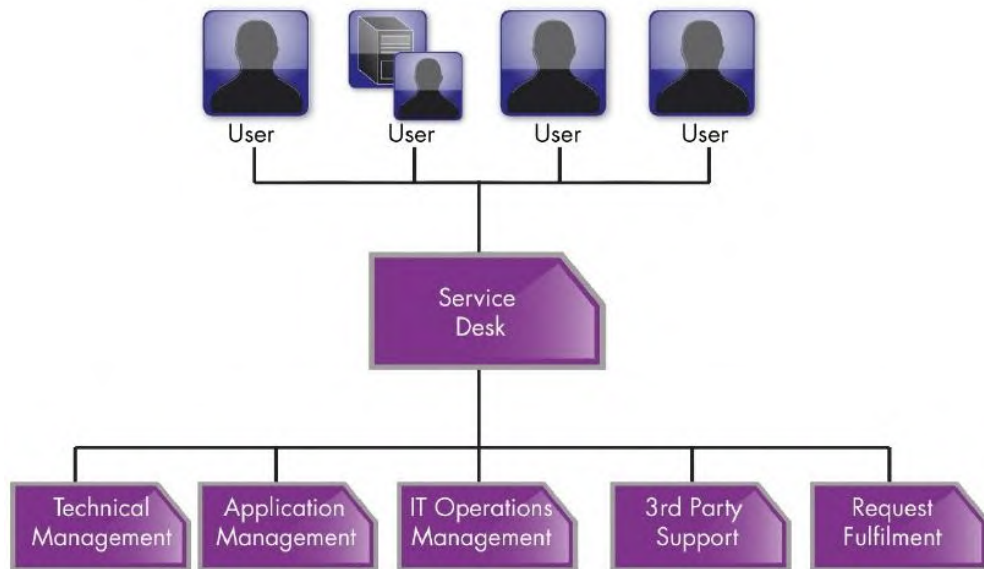 User
User
User
User
Service
Desk
Technical
Management
Application
Management
IT Operations
Management
3rd Party
Support
Request
Fulfilment